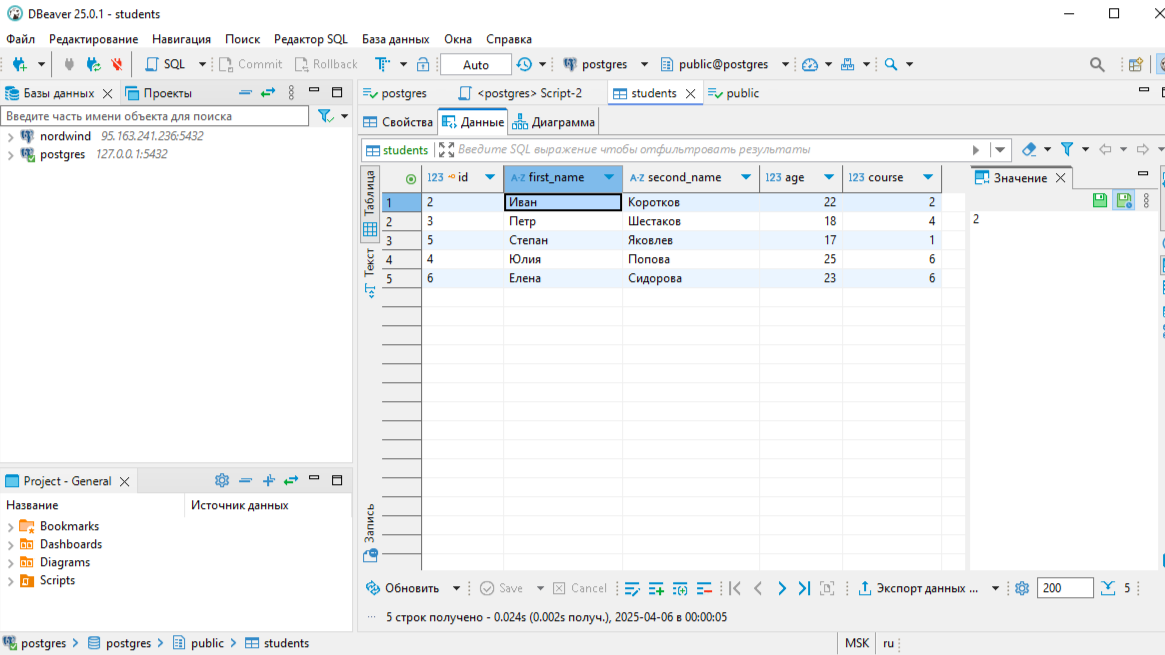 DBeaver 25.0.1 - students
Файл Редактирование Навигация Поиск Редактор SQL База данных Окна Справка
SQL Commit Rollback Auto postgres public@postgres
Базы данных Проекты
postgres <postgres> Script-2 students public
Введите часть имени объекта для поиска
Свойства Данные Диаграмма
nordwind 95.163.241.236:5432
postgres 127.0.0.1:5432
students Введите SQL выражение чтобы отфильтровать результаты
Таблица
Текст
Запись
123 id A-Z first_name A-Z second_name 123 age 123 course
1 2 Иван Коротков 22 2
2 3 Петр Шестаков 18 4
3 5 Степан Яковлев 17 1
4 4 Юлия Попова 25 6
5 6 Елена Сидорова 23 6
Значение
2
Project - General
Название Источник данных
Bookmarks
Dashboards
Diagrams
Scripts
Обновить Save Cancel Экспорт данных ... 200 5
5 строк получено - 0.024s (0.002s получ.), 2025-04-06 в 00:00:05
postgres postgres public students MSK ru